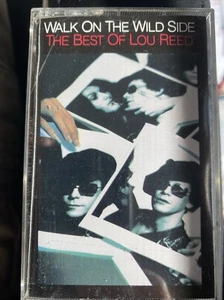 WALK ON THE WILD SIDE
THE BEST OF LOU REED